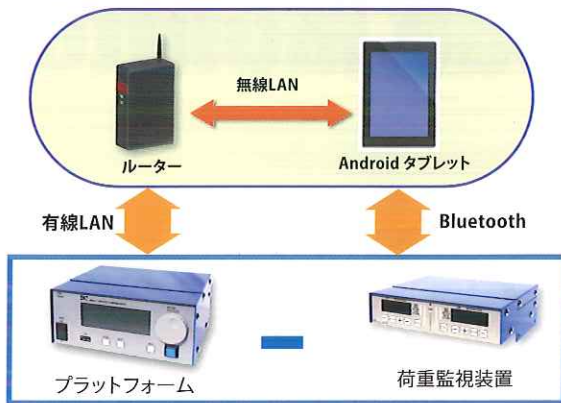 無線LAN
ルーター
Android タブレット
有線LAN
Bluetooth
プラットフォーム
荷重監視装置